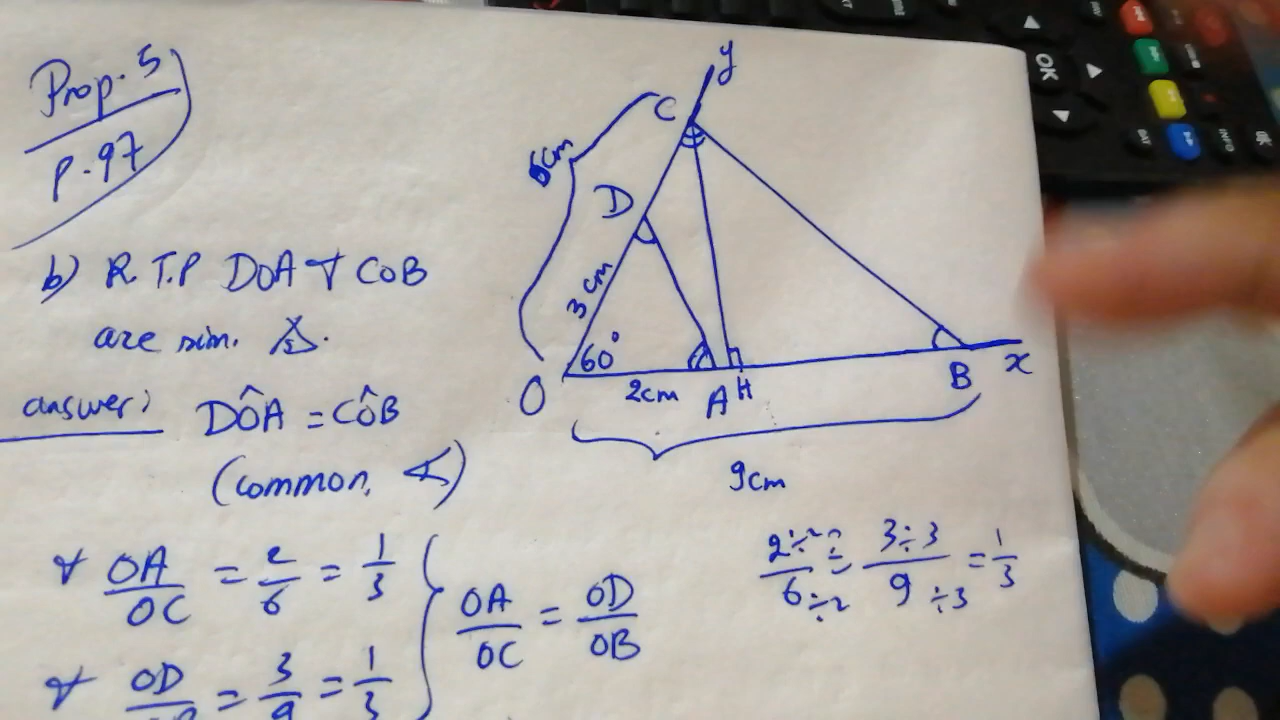 Prop. 5
P. 97
b) R.T.P DOA & COB
are sim.
answer:
DÔA = CÔB
(common, ∢)
& OA/OC = 2/6 = 1/3
& OD = 3/9 = 1/3
OA/OC = OD/OB
y
C
6cm
D
3cm
60°
O
2cm
A
H
B
x
9cm
2÷2/6÷2 = 3÷3/9÷3 = 1/3
OK
INFO